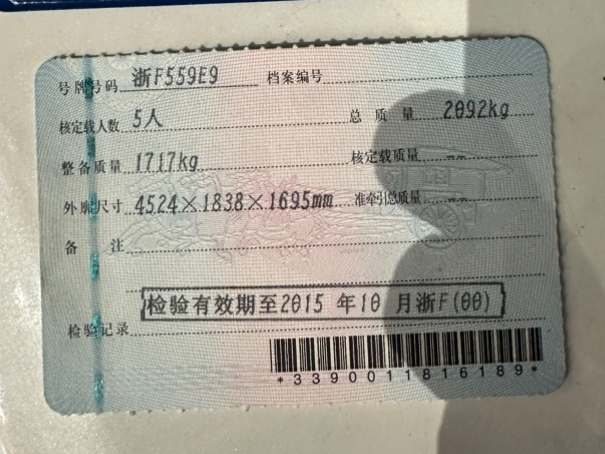 号牌号码 浙F559E9 档案编号
核定载人数 5人 总质量 2092kg
整备质量 1717kg 核定载质量 --
外廓尺寸 4524×1838×1695mm 准牵引总质量 --
备注
检验有效期至2015 年10 月浙F(00)
检验记录
*3390011816189*